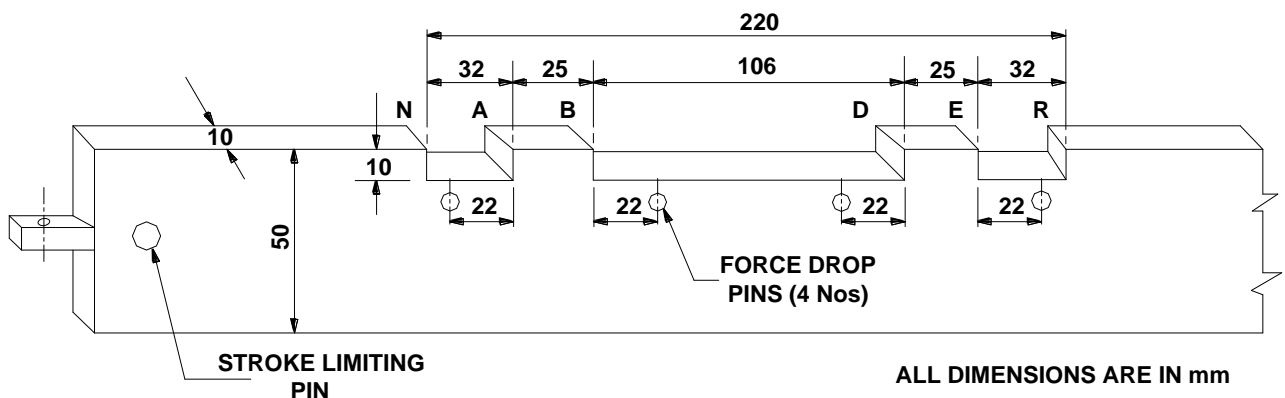 220
32 25 106 25 32
N A B D E R
10
10
22 22 22 22
50
FORCE DROP
PINS (4 Nos)
STROKE LIMITING
PIN
ALL DIMENSIONS ARE IN mm